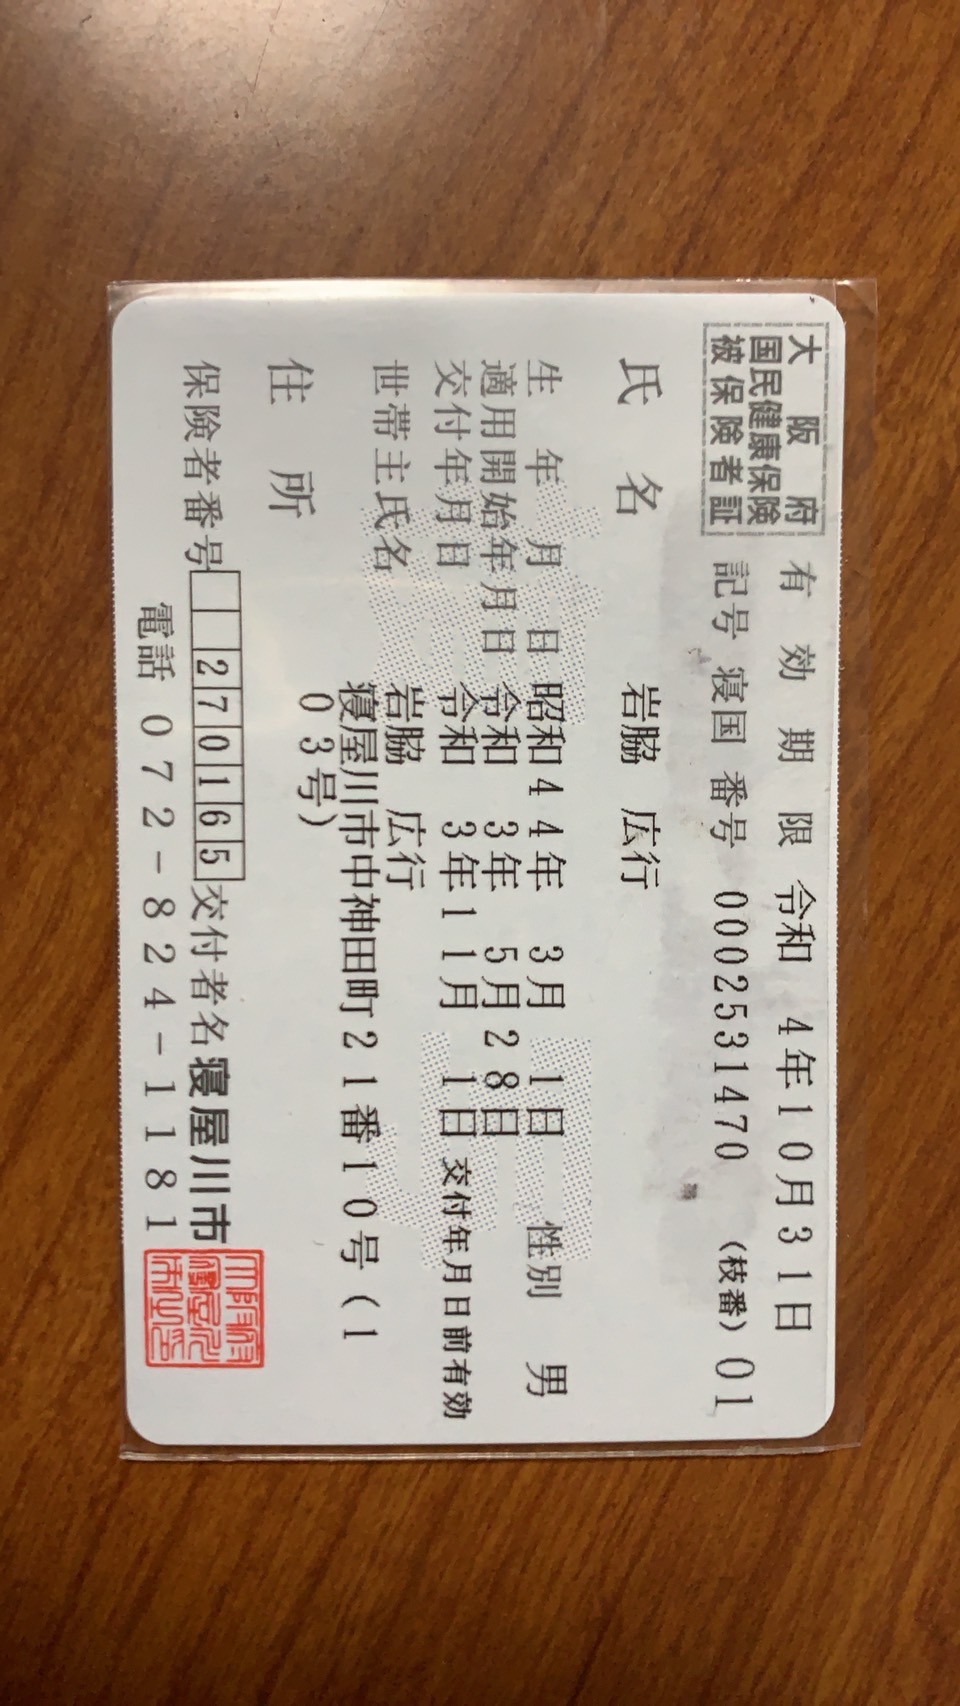 大阪府
国民健康保険
被保険者証
有効期限 令和 4年10月31日
記号 寝国 番号 0002531470 (枝番) 01
氏名 岩脇 広行
生年月日 昭和44年 3月 1日 性別 男
適用開始年月日 令和 3年 5月28日
交付年月日 令和 3年11月 1日 交付年月日前有効
世帯主氏名 岩脇 広行
住所 寝屋川市中神田町21番10号(1
03号)
保険者番号 270165 交付者名 寝屋川市
電話 072-824-1181